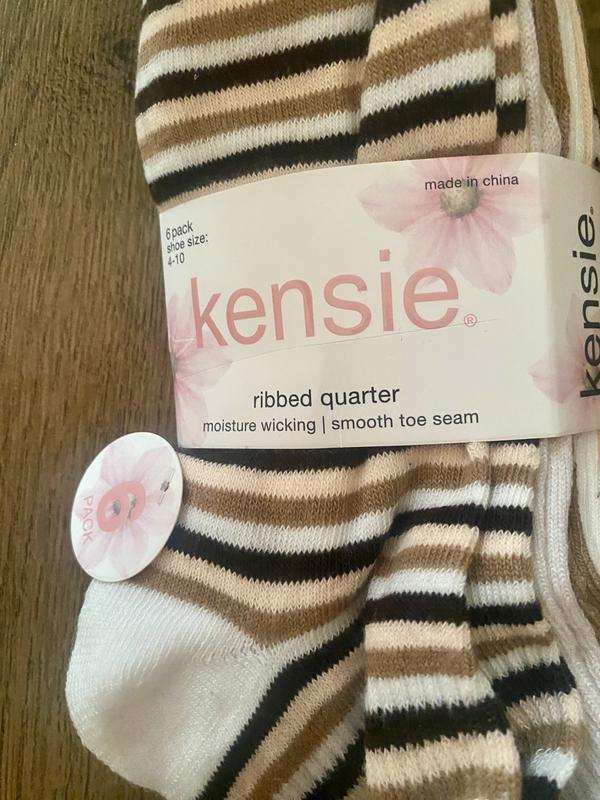 made in china
6 pack
shoe size:
4-10
kensie®
kensie®
ribbed quarter
moisture wicking | smooth toe seam
6
PACK